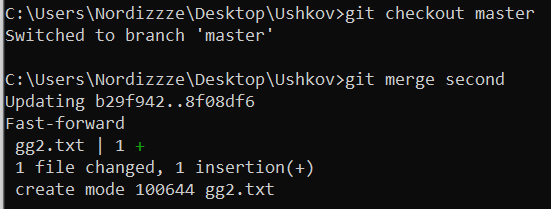 C:\Users\Nordizzze\Desktop\Ushkov>git checkout master
Switched to branch 'master'
C:\Users\Nordizzze\Desktop\Ushkov>git merge second
Updating b29f942..8f08df6
Fast-forward
 gg2.txt | 1 +
 1 file changed, 1 insertion(+)
 create mode 100644 gg2.txt